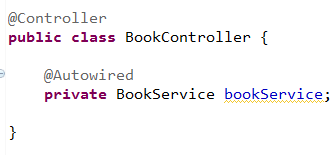 @Controller
public class BookController {
@Autowired
private BookService bookService;
}